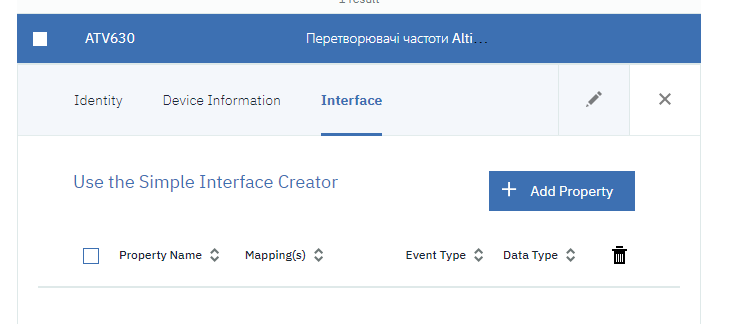 1 result
ATV630 Перетворювачі частоти Alti...
Identity Device Information Interface
Use the Simple Interface Creator
Add Property
Property Name Mapping(s) Event Type Data Type